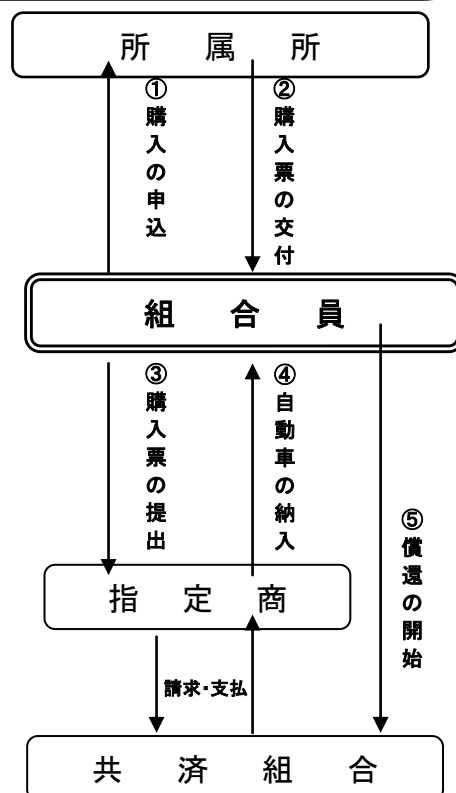 所属所
①購入の申込
②購入票の交付
組合員
③購入票の提出
④自動車の納入
⑤償還の開始
指定商
請求・支払
共済組合